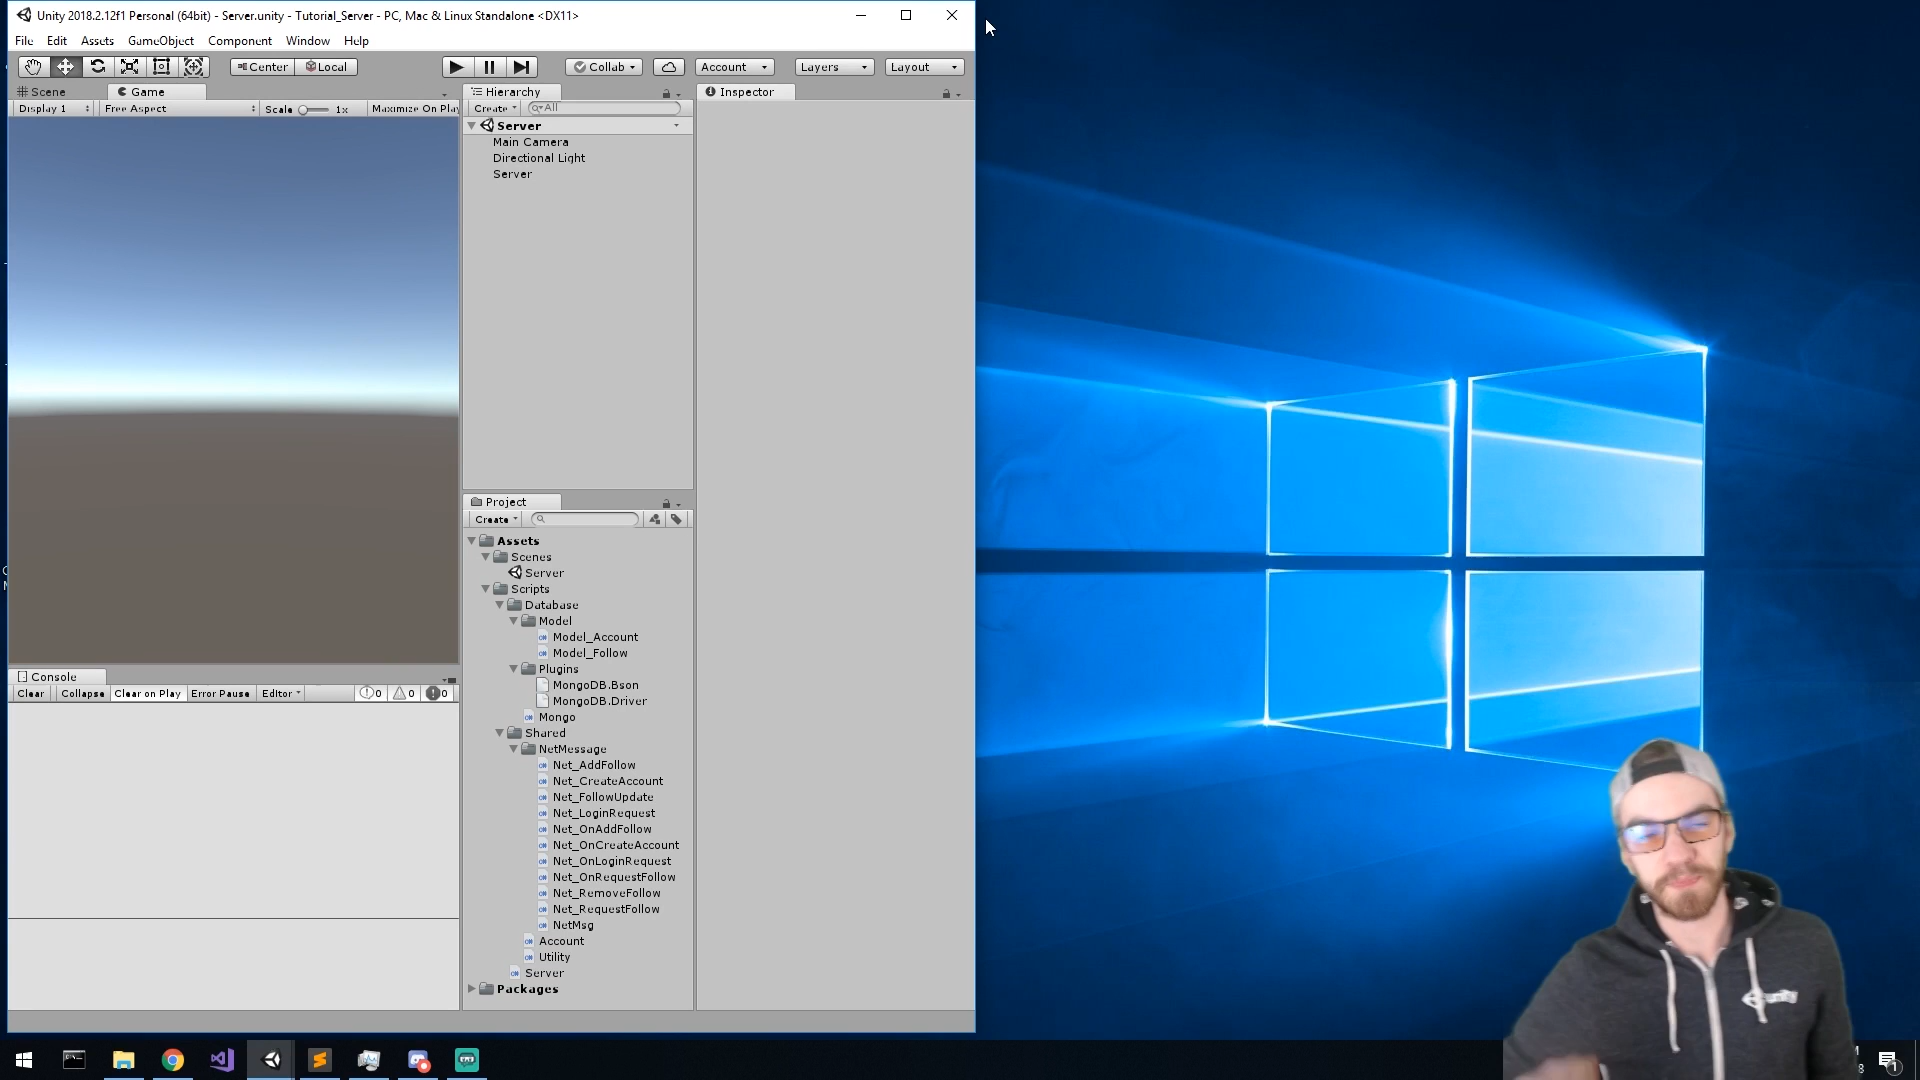 Unity 2018.2.12f1 Personal (64bit) - Server.unity - Tutorial_Server - PC, Mac & Linux Standalone <DX11>
File Edit Assets GameObject Component Window Help
Center Local Collab Account Layers Layout
Scene Game
Display 1 Free Aspect Scale 1x Maximize On Play
Hierarchy
Create All
Server
Main Camera
Directional Light
Server
Inspector
Project
Create
Assets
Scenes
Server
Scripts
Database
Model
Model_Account
Model_Follow
Plugins
MongoDB.Bson
MongoDB.Driver
Mongo
Shared
NetMessage
Net_AddFollow
Net_CreateAccount
Net_FollowUpdate
Net_LoginRequest
Net_OnAddFollow
Net_OnCreateAccount
Net_OnLoginRequest
Net_OnRequestFollow
Net_RemoveFollow
Net_RequestFollow
NetMsg
Account
Utility
Server
Packages
Console
Clear Collapse Clear on Play Error Pause Editor 0 0 0
unity
1